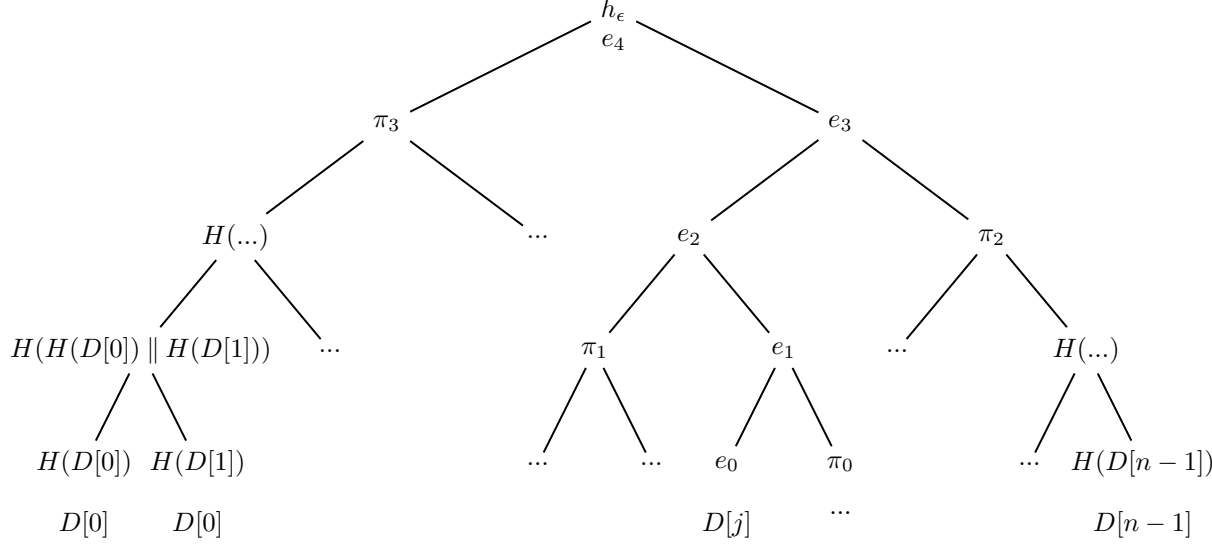 h_ϵ
e_4
π_3 e_3
H(...) ... e_2 π_2
H(H(D[0]) ∥ H(D[1])) ... π_1 e_1 ... H(...)
H(D[0]) H(D[1]) ... ... e_0 π_0 ... H(D[n − 1])
D[0] D[0] D[j] ... D[n − 1]